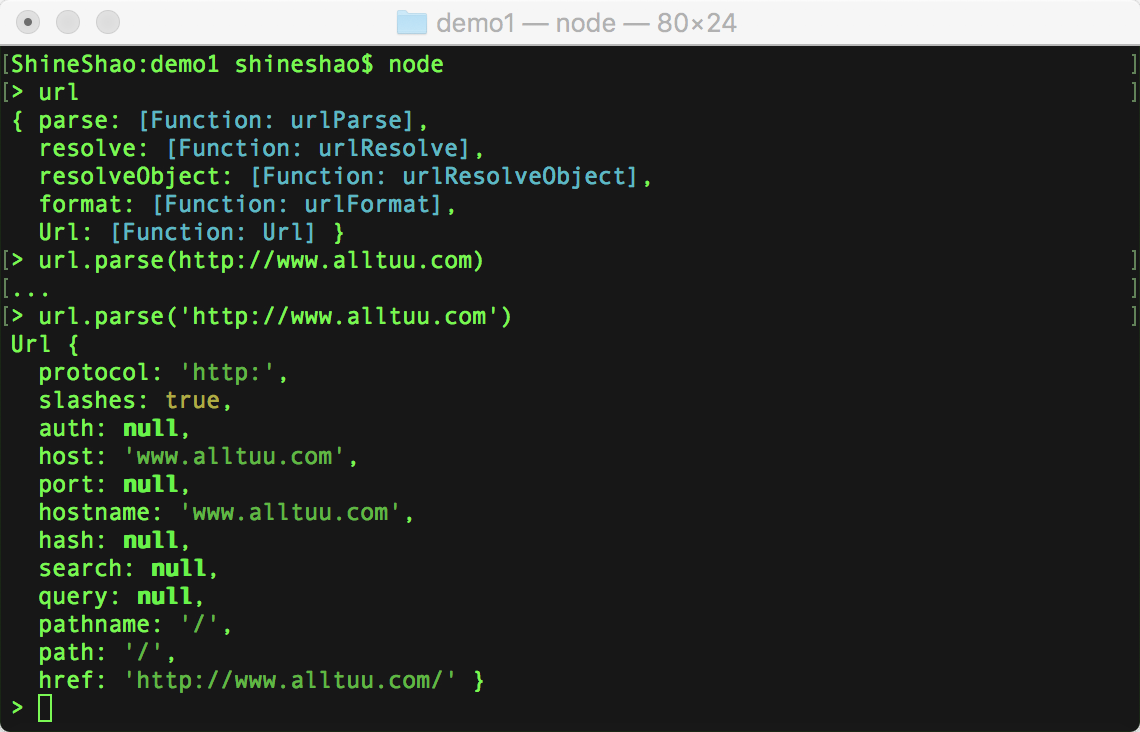 demo1 — node — 80×24
[ShineShao:demo1 shineshao$ node ]
[> url ]
{ parse: [Function: urlParse],
resolve: [Function: urlResolve],
resolveObject: [Function: urlResolveObject],
format: [Function: urlFormat],
Url: [Function: Url] }
[> url.parse(http://www.alltuu.com) ]
[... ]
[> url.parse('http://www.alltuu.com') ]
Url {
protocol: 'http:',
slashes: true,
auth: null,
host: 'www.alltuu.com',
port: null,
hostname: 'www.alltuu.com',
hash: null,
search: null,
query: null,
pathname: '/',
path: '/',
href: 'http://www.alltuu.com/' }
>